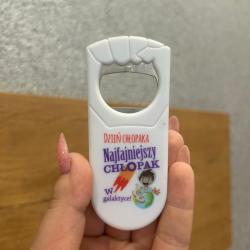 DZIEŃ CHŁOPAKA
Najfajniejszy
CHŁOPAK
W
galaktyce!